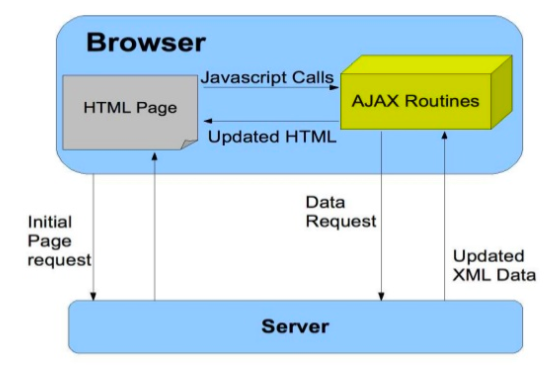 Browser
Javascript Calls
HTML Page
AJAX Routines
Updated HTML
Initial
Page
request
Data
Request
Updated
XML Data
Server